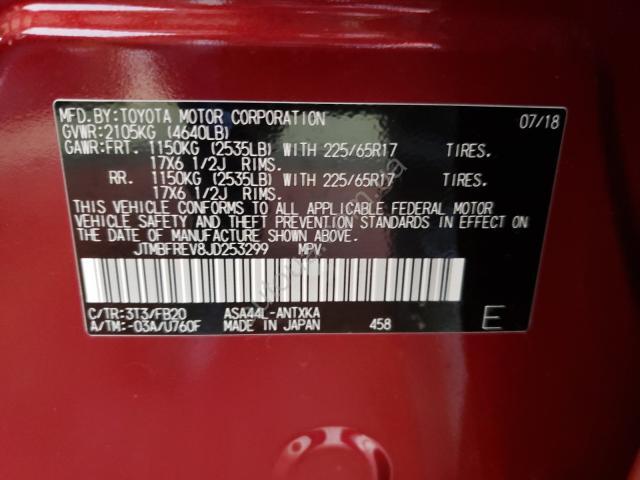 MFD.BY:TOYOTA MOTOR CORPORATION 07/18
GVWR:2105KG (4640LB)
GAWR:FRT. 1150KG (2535LB) WITH 225/65R17 TIRES.
17X6 1/2J RIMS.
RR. 1150KG (2535LB) WITH 225/65R17 TIRES.
17X6 1/2J RIMS.
THIS VEHICLE CONFORMS TO ALL APPLICABLE FEDERAL MOTOR
VEHICLE SAFETY AND THEFT PREVENTION STANDARDS IN EFFECT ON
THE DATE OF MANUFACTURE SHOWN ABOVE.
JTMBFREV8JD253299 MPV
C/TR:3T3/FB20 ASA44L-ANTXKA
A/TM:-03A/U760F MADE IN JAPAN 458 E